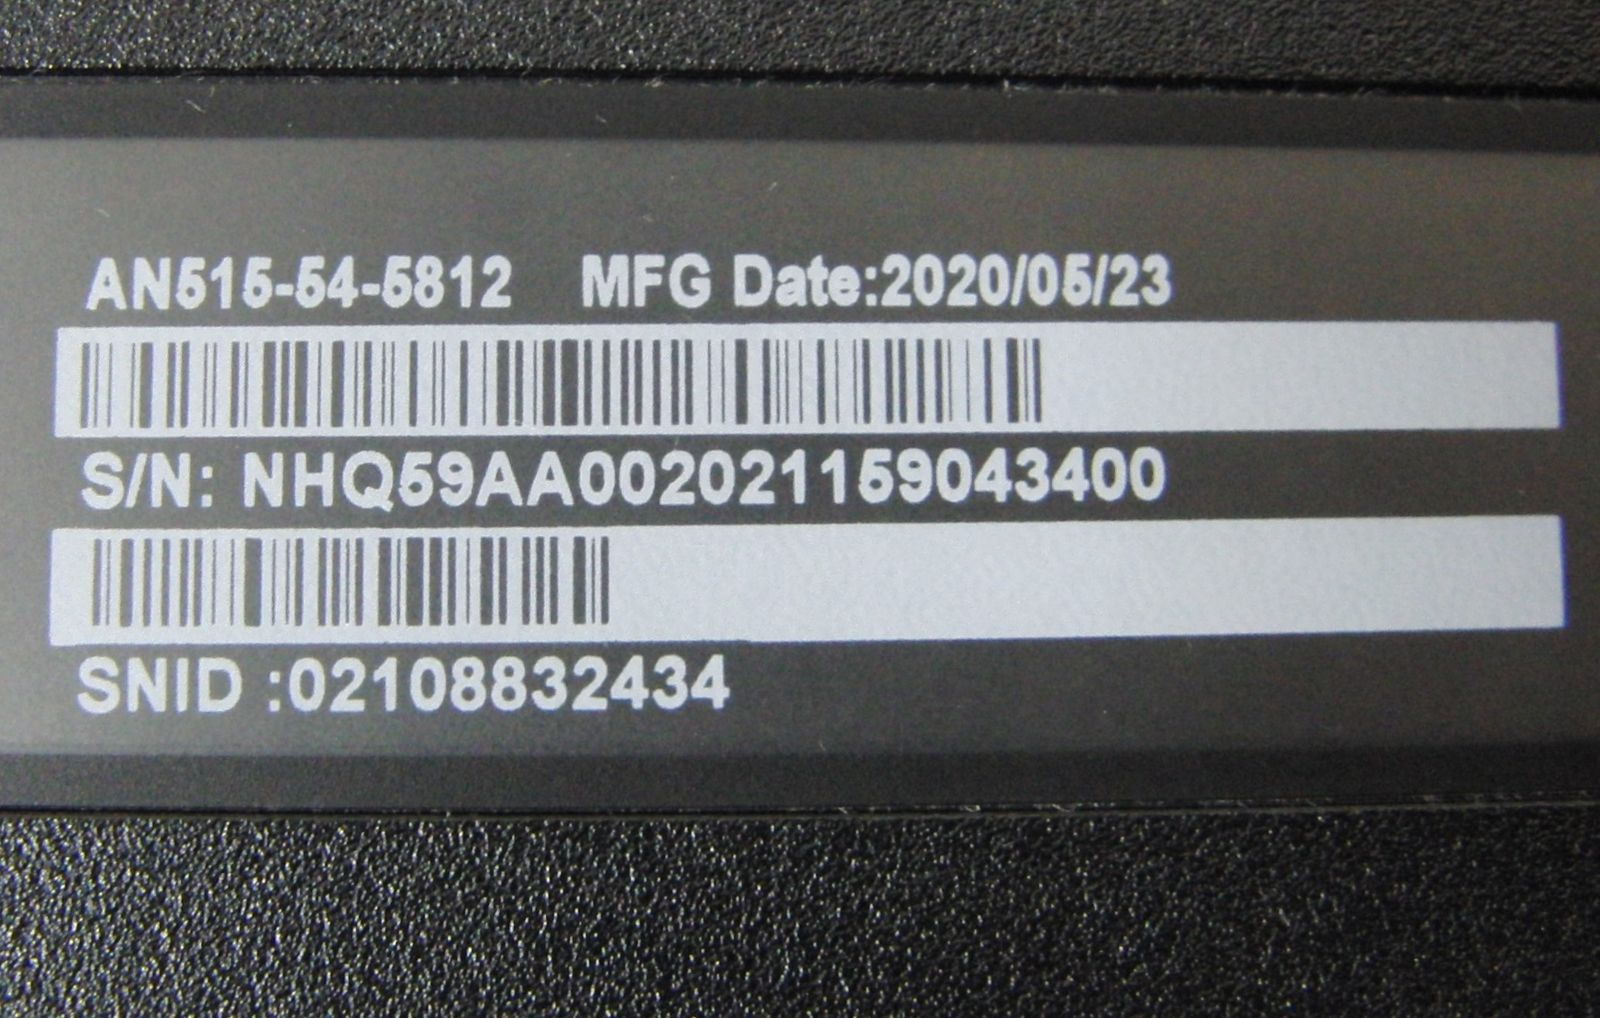 AN515-54-5812 MFG Date:2020/05/23
S/N: NHQ59AA002021159043400
SNID :02108832434